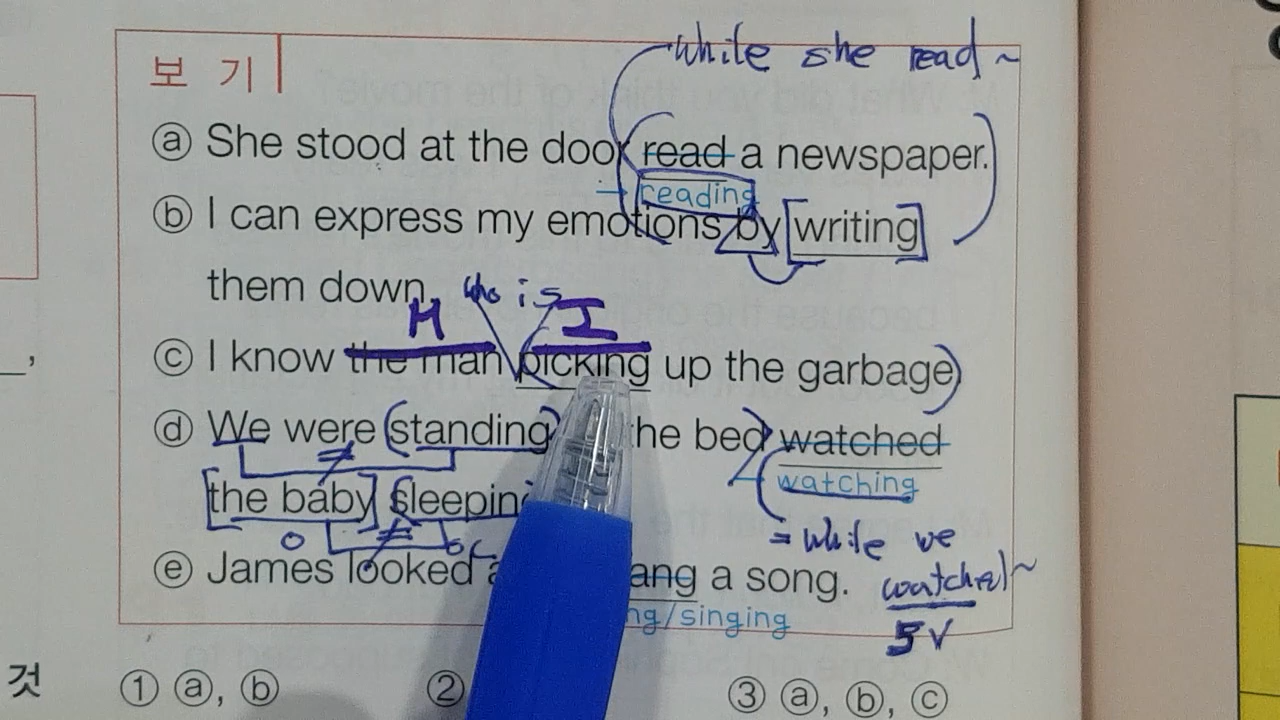 while she read ~
보 기
ⓐ She stood at the door read a newspaper.
→ reading
ⓑ I can express my emotions by writing
them down. who is
M I
ⓒ I know the man picking up the garbage
ⓓ We were standing the bed watched
watching
the baby sleeping
O OC = while we
ⓔ James looked ang a song. watched ~
ng/singing 5V
것 ① ⓐ, ⓑ ② ③ ⓐ, ⓑ, ⓒ